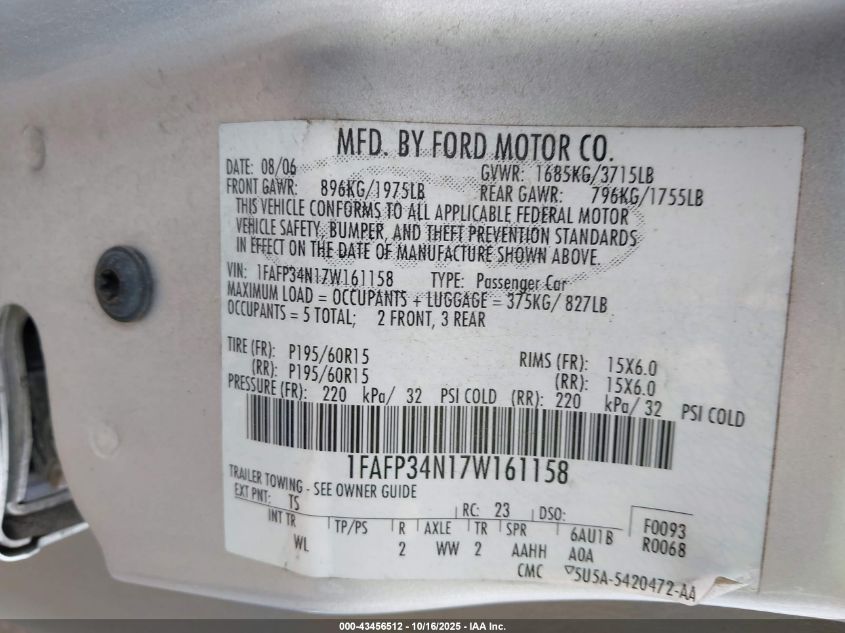 MFD. BY FORD MOTOR CO.
DATE: 08/06 GVWR: 1685KG/3715LB
FRONT GAWR: 896KG/1975LB REAR GAWR: 796KG/1755LB
THIS VEHICLE CONFORMS TO ALL APPLICABLE FEDERAL MOTOR
VEHICLE SAFETY, BUMPER, AND THEFT PREVENTION STANDARDS
IN EFFECT ON THE DATE OF MANUFACTURE SHOWN ABOVE.
VIN: 1FAFP34N17W161158 TYPE: Passenger Car
MAXIMUM LOAD = OCCUPANTS + LUGGAGE = 375KG/ 827LB
OCCUPANTS = 5 TOTAL; 2 FRONT, 3 REAR
TIRE (FR): P195/60R15 RIMS (FR): 15X6.0
(RR): P195/60R15 (RR): 15X6.0
PRESSURE (FR): 220 kPa/ 32 PSI COLD (RR): 220 kPa/ 32 PSI COLD
1FAFP34N17W161158
TRAILER TOWING - SEE OWNER GUIDE
EXT PNT: TS RC: 23 DSO: F0093
INT TR TP/PS R AXLE TR SPR 6AU1B R0068
WL 2 WW 2 AAHH A0A
CMC 5U5A-5420472-AA
000-43456512 - 10/16/2025 - IAA Inc.